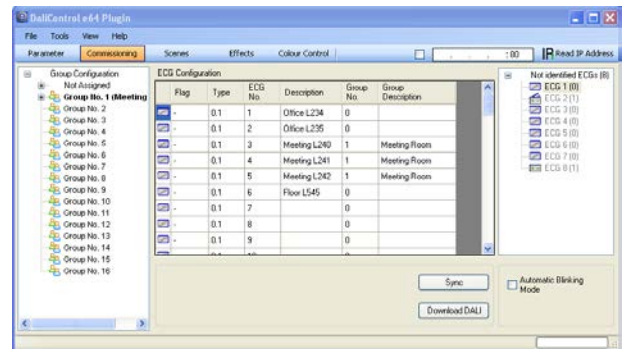 DaliControl e64 Plugin
File Tools View Help
Parameter Commissioning Scenes Effects Colour Control . . . :80 Read IP Address
Group Configuration
Not Assigned
Group No. 1 (Meeting
Group No. 2
Group No. 3
Group No. 4
Group No. 5
Group No. 6
Group No. 7
Group No. 8
Group No. 9
Group No. 10
Group No. 11
Group No. 12
Group No. 13
Group No. 14
Group No. 15
Group No. 16
ECG Configuration
Flag Type ECG No. Description Group No. Group Description
- 0.1 1 Office L234 0
- 0.1 2 Office L235 0
- 0.1 3 Meeting L240 1 Meeting Room
- 0.1 4 Meeting L241 1 Meeting Room
- 0.1 5 Meeting L242 1 Meeting Room
- 0.1 6 Floor L545 0
- 0.1 7 0
- 0.1 8 0
- 0.1 9 0
Sync
Download DALI
Not identified ECGs (8)
ECG 1 (0)
ECG 2 (1)
ECG 3 (0)
ECG 4 (0)
ECG 5 (0)
ECG 6 (0)
ECG 7 (0)
ECG 8 (1)
Automatic Blinking
Mode